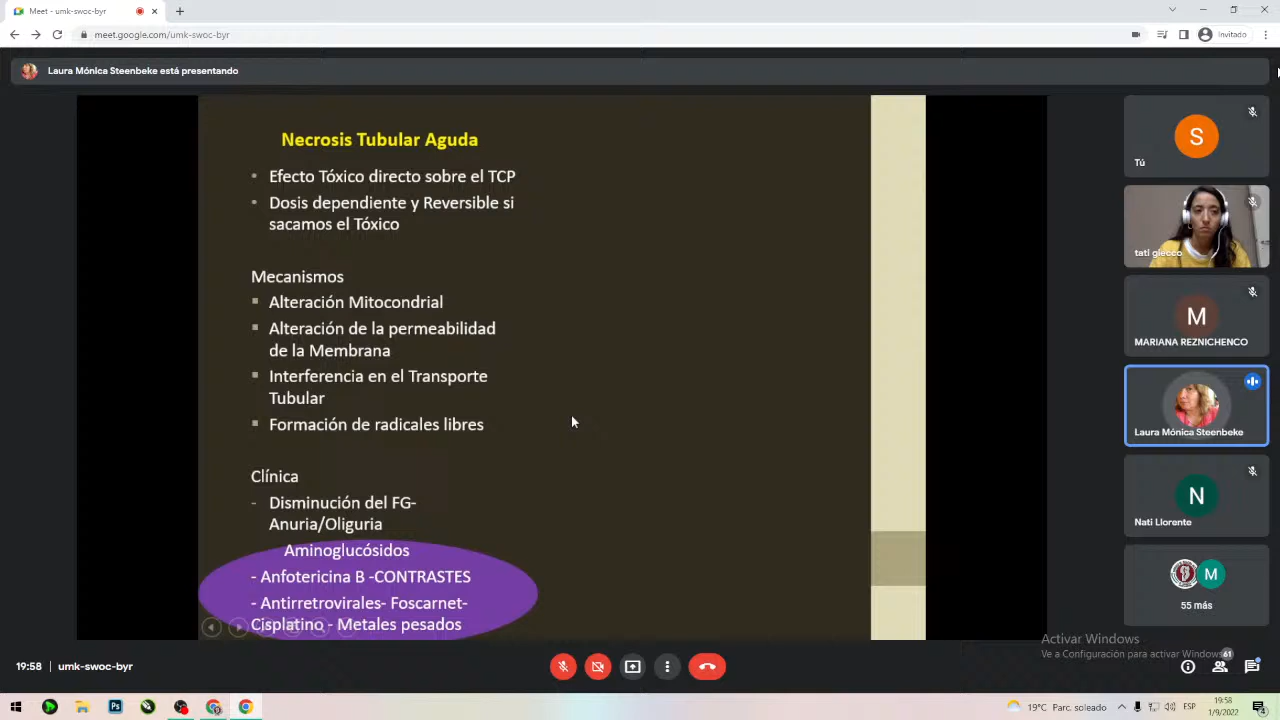 Meet - umk-swoc-byr
meet.google.com/umk-swoc-byr
Invitado
Laura Mónica Steenbeke está presentando
Necrosis Tubular Aguda
• Efecto Tóxico directo sobre el TCP
• Dosis dependiente y Reversible si
sacamos el Tóxico
Mecanismos
▪ Alteración Mitocondrial
▪ Alteración de la permeabilidad
de la Membrana
▪ Interferencia en el Transporte
Tubular
▪ Formación de radicales libres
Clínica
- Disminución del FG-
Anuria/Oliguria
Aminoglucósidos
- Anfotericina B -CONTRASTES
- Antirretrovirales- Foscarnet-
Cisplatino - Metales pesados
S
Tú
tati giecco
M
MARIANA REZNICHENCO
Laura Mónica Steenbeke
N
Nati Llorente
M
55 más
Activar Windows
Ve a Configuración para activar Windows.
61
19:58
umk-swoc-byr
Ps
19°C Parc. soleado
ESP
19:58
1/9/2022
4